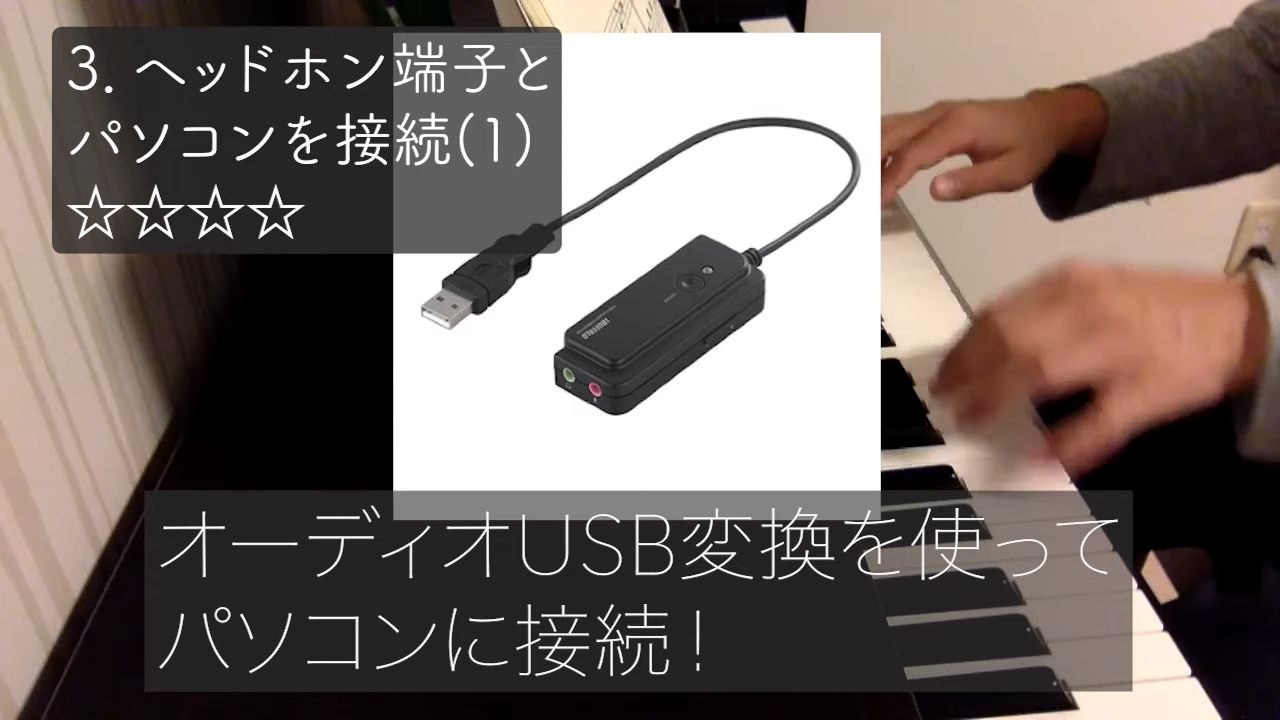 3. ヘッドホン端子と
パソコンを接続(1)
☆☆☆☆
オーディオUSB変換を使って
パソコンに接続!